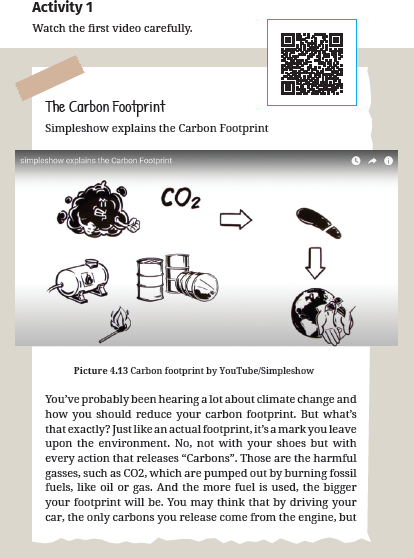 Activity 1
Watch the first video carefully.
The Carbon Footprint
Simpleshow explains the Carbon Footprint
simpleshow explains the Carbon Footprint
CO2
Picture 4.13 Carbon footprint by YouTube/Simpleshow
You've probably been hearing a lot about climate change and
how you should reduce your carbon footprint. But what's
that exactly? Just like an actual footprint, it's a mark you leave
upon the environment. No, not with your shoes but with
every action that releases “Carbons”. Those are the harmful
gasses, such as CO2, which are pumped out by burning fossil
fuels, like oil or gas. And the more fuel is used, the bigger
your footprint will be. You may think that by driving your
car, the only carbons you release come from the engine, but